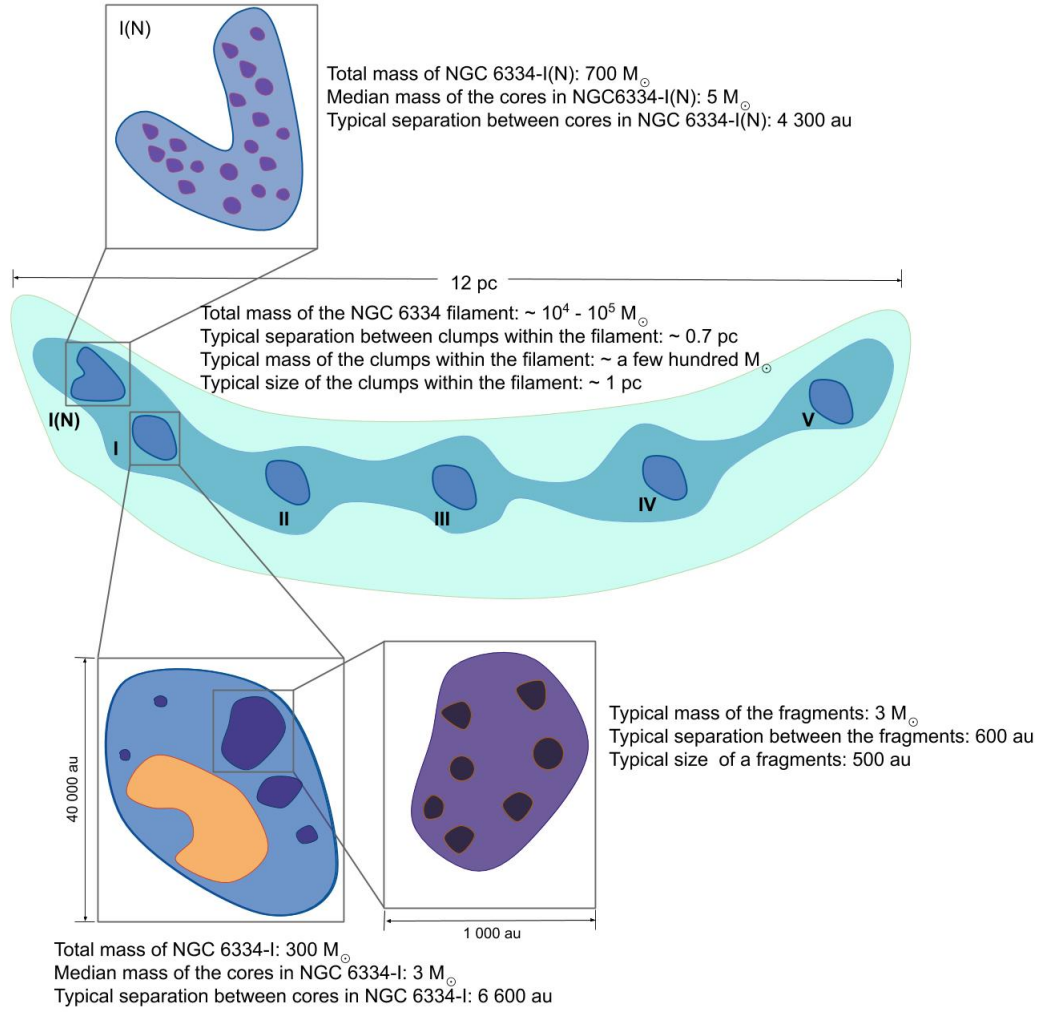 I(N)
Total mass of NGC 6334-I(N): 700 M☉
Median mass of the cores in NGC6334-I(N): 5 M☉
Typical separation between cores in NGC 6334-I(N): 4 300 au
12 pc
Total mass of the NGC 6334 filament: ~ 10⁴ - 10⁵ M☉
Typical separation between clumps within the filament: ~ 0.7 pc
Typical mass of the clumps within the filament: ~ a few hundred M☉
Typical size of the clumps within the filament: ~ 1 pc
I(N)
I
II
III
IV
V
40 000 au
Typical mass of the fragments: 3 M☉
Typical separation between the fragments: 600 au
Typical size of a fragments: 500 au
1 000 au
Total mass of NGC 6334-I: 300 M☉
Median mass of the cores in NGC 6334-I: 3 M☉
Typical separation between cores in NGC 6334-I: 6 600 au